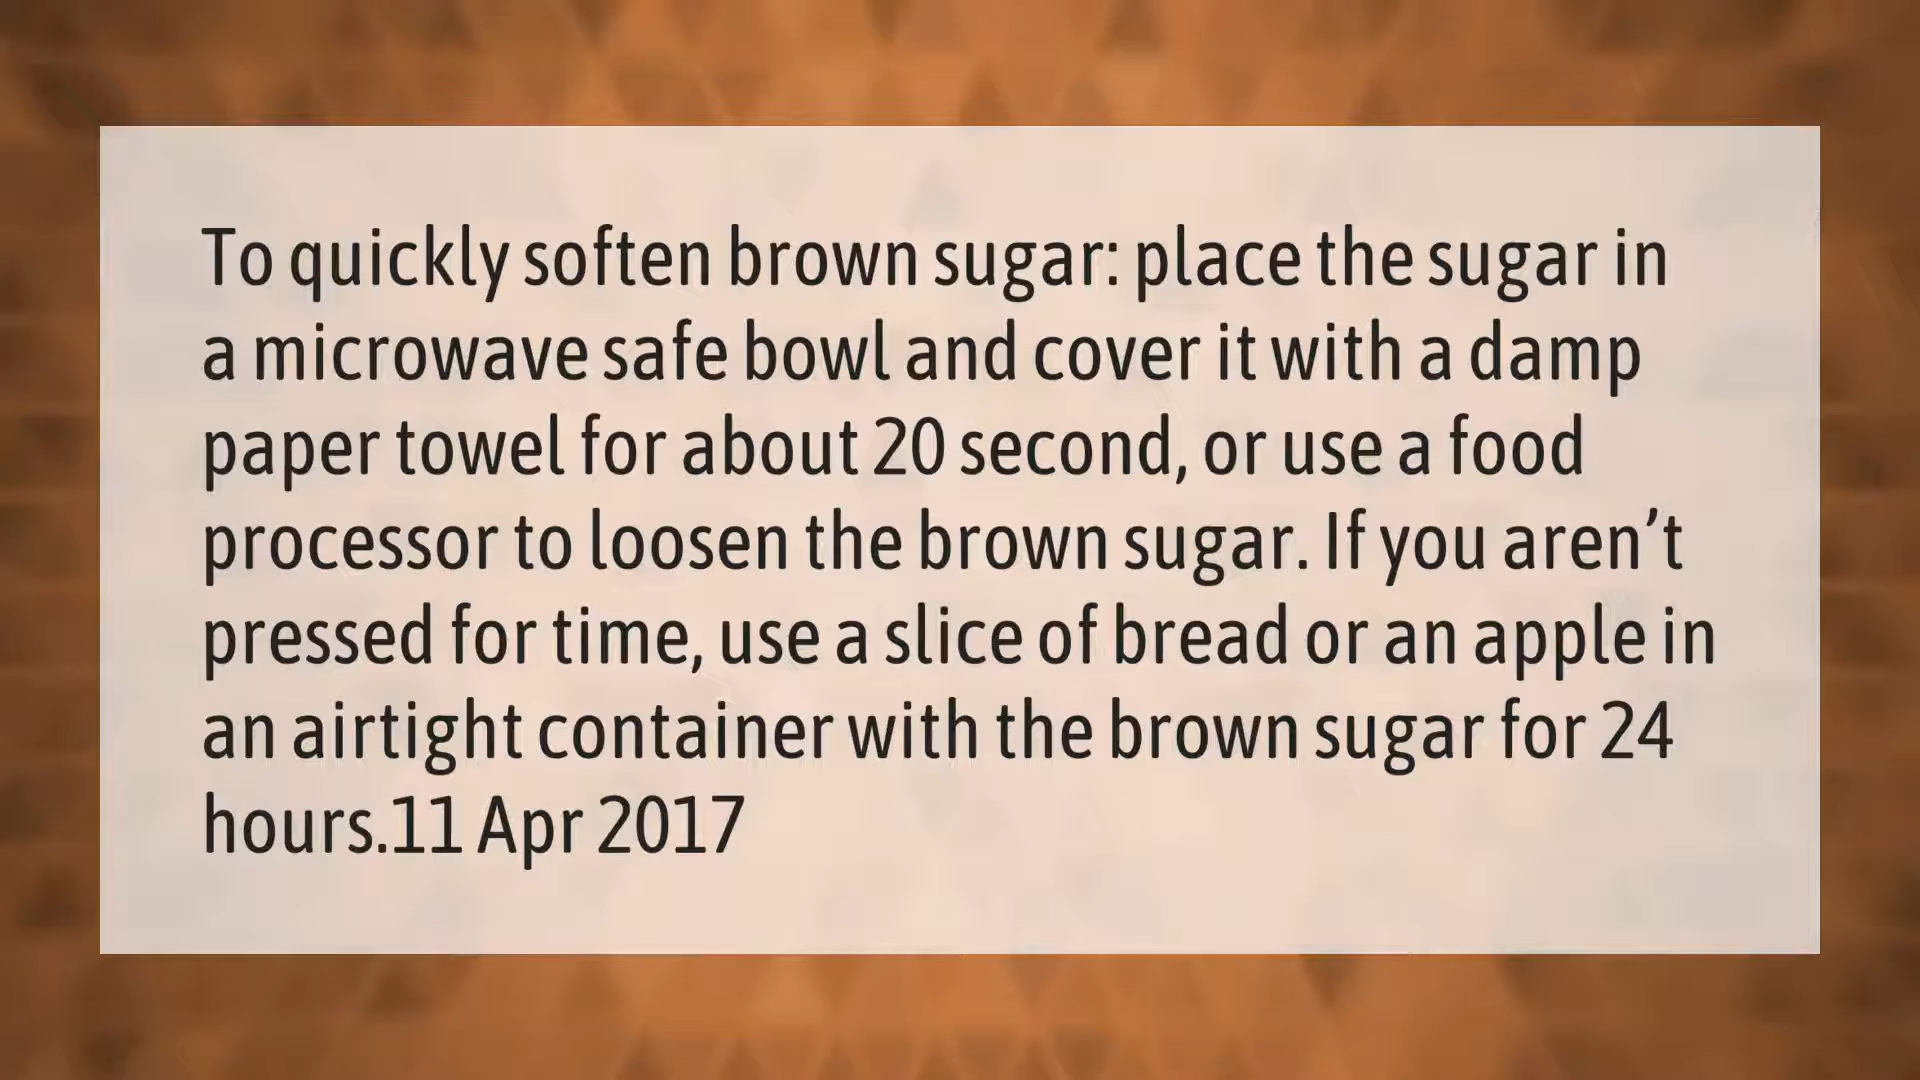 To quickly soften brown sugar: place the sugar in
a microwave safe bowl and cover it with a damp
paper towel for about 20 second, or use a food
processor to loosen the brown sugar. If you aren’t
pressed for time, use a slice of bread or an apple in
an airtight container with the brown sugar for 24
hours.11 Apr 2017